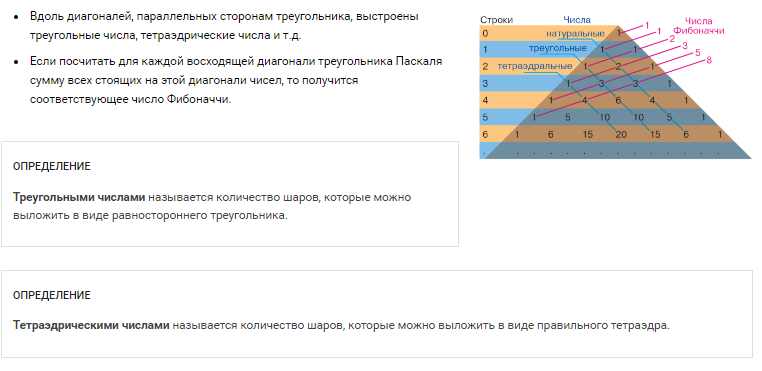 Вдоль диагоналей, параллельных сторонам треугольника, выстроены
треугольные числа, тетраэдрические числа и т.д.
Если посчитать для каждой восходящей диагонали треугольника Паскаля
сумму всех стоящих на этой диагонали чисел, то получится
соответствующее число Фибоначчи.
Строки Числа Числа
Фибоначчи
0 натуральные 1 1
1 треугольные 1 1 1
2 тетраэдральные 1 2 1 2
3 1 3 3 1 3
4 1 4 6 4 1 5
5 1 5 10 10 5 1 8
6 1 6 15 20 15 6 1
. . . . . . . . . . . . . . .
ОПРЕДЕЛЕНИЕ
Треугольными числами называется количество шаров, которые можно
выложить в виде равностороннего треугольника.
ОПРЕДЕЛЕНИЕ
Тетраэдрическими числами называется количество шаров, которые можно выложить в виде правильного тетраэдра.